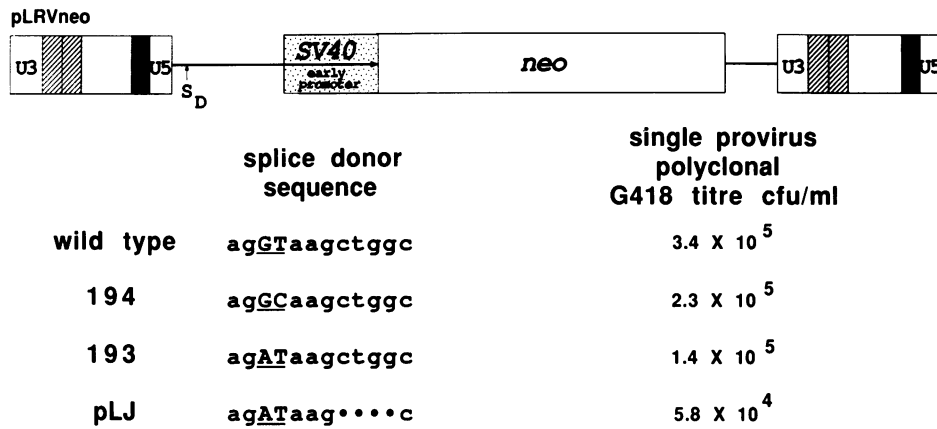 pLRVneo
U3 U5 SV40 early promoter neo U3 U5
S D
splice donor sequence
single provirus polyclonal G418 titre cfu/ml
wild type agGTaagctggc 3.4 X 10 5
194 agGCaagctggc 2.3 X 10 5
193 agATaagctggc 1.4 X 10 5
pLJ agATaag••••c 5.8 X 10 4